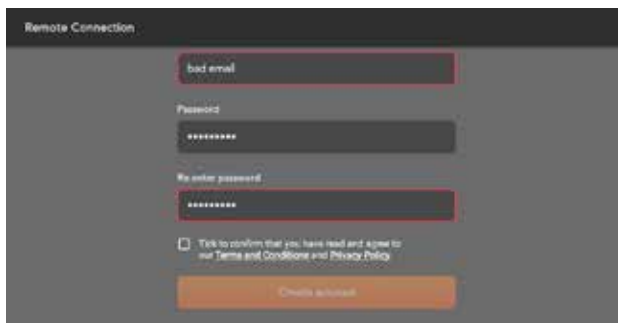 Remote Connection
bad email
Password
•••••••••
Re-enter password
•••••••••
Tick to confirm that you have read and agree to
our Terms and Conditions and Privacy Policy
Create account